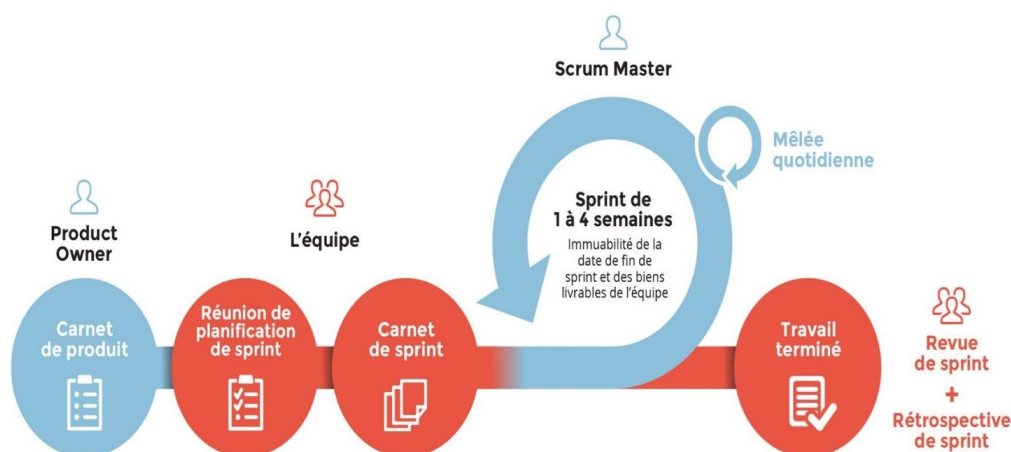 Scrum Master
Mêlée
quotidienne
Product
Owner
L'équipe
Sprint de
1 à 4 semaines
Immuabilité de la
date de fin de
sprint et des biens
livrables de l'équipe
Carnet
de produit
Réunion de
planification
de sprint
Carnet
de sprint
Travail
terminé
Revue
de sprint
+
Rétrospective
de sprint